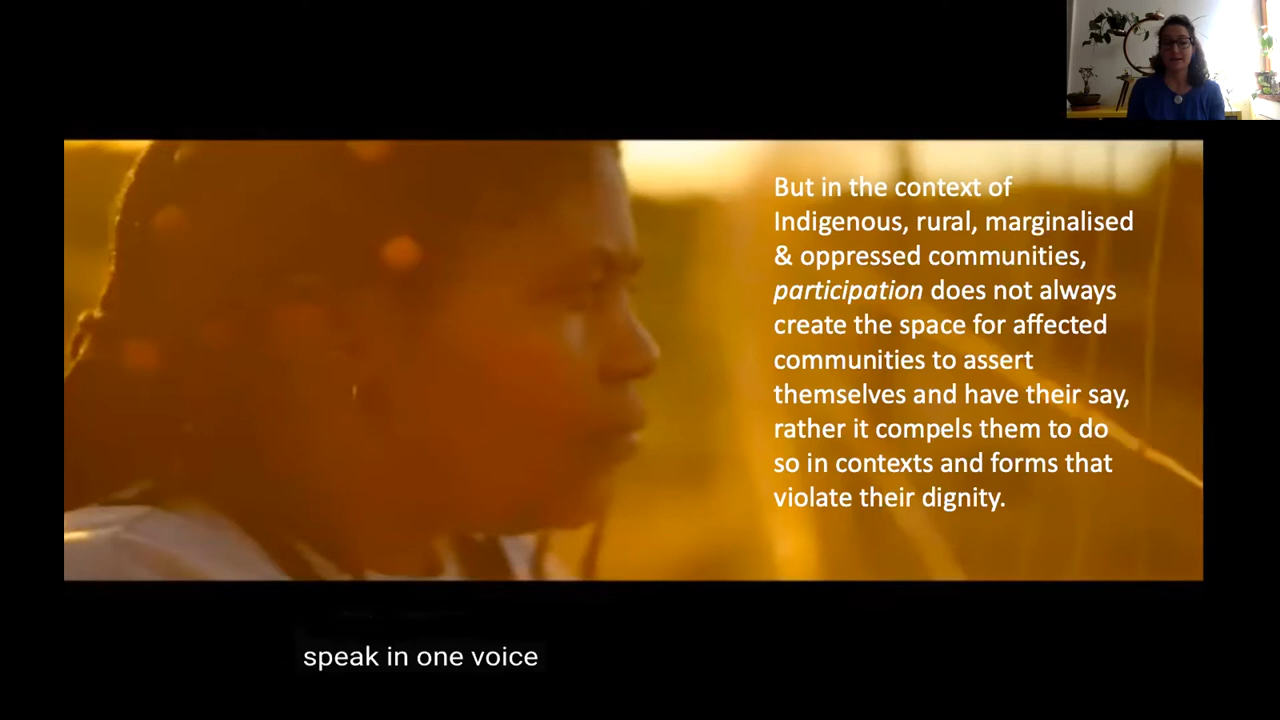 But in the context of
Indigenous, rural, marginalised
& oppressed communities,
participation does not always
create the space for affected
communities to assert
themselves and have their say,
rather it compels them to do
so in contexts and forms that
violate their dignity.
speak in one voice